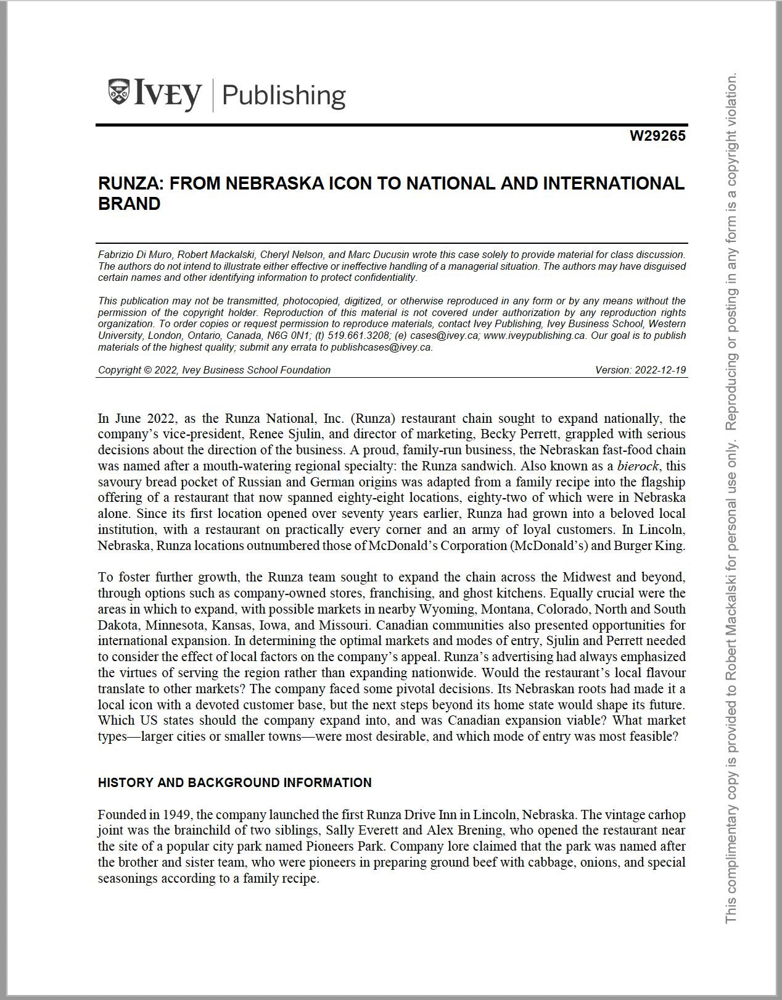 IVEY | Publishing
W29265
RUNZA: FROM NEBRASKA ICON TO NATIONAL AND INTERNATIONAL
BRAND
Fabrizio Di Muro, Robert Mackalski, Cheryl Nelson, and Marc Ducusin wrote this case solely to provide material for class discussion.
The authors do not intend to illustrate either effective or ineffective handling of a managerial situation. The authors may have disguised
certain names and other identifying information to protect confidentiality.
This publication may not be transmitted, photocopied, digitized, or otherwise reproduced in any form or by any means without the
permission of the copyright holder. Reproduction of this material is not covered under authorization by any reproduction rights
organization. To order copies or request permission to reproduce materials, contact Ivey Publishing, Ivey Business School, Western
University, London, Ontario, Canada, N6G 0N1; (t) 519.661.3208; (e) cases@ivey.ca; www.iveypublishing.ca. Our goal is to publish
materials of the highest quality; submit any errata to publishcases@ivey.ca.
Copyright © 2022, Ivey Business School Foundation Version: 2022-12-19
In June 2022, as the Runza National, Inc. (Runza) restaurant chain sought to expand nationally, the
company's vice-president, Renee Sjulin, and director of marketing, Becky Perrett, grappled with serious
decisions about the direction of the business. A proud, family-run business, the Nebraskan fast-food chain
was named after a mouth-watering regional specialty: the Runza sandwich. Also known as a bierock, this
savoury bread pocket of Russian and German origins was adapted from a family recipe into the flagship
offering of a restaurant that now spanned eighty-eight locations, eighty-two of which were in Nebraska
alone. Since its first location opened over seventy years earlier, Runza had grown into a beloved local
institution, with a restaurant on practically every corner and an army of loyal customers. In Lincoln,
Nebraska, Runza locations outnumbered those of McDonald's Corporation (McDonald's) and Burger King.
To foster further growth, the Runza team sought to expand the chain across the Midwest and beyond,
through options such as company-owned stores, franchising, and ghost kitchens. Equally crucial were the
areas in which to expand, with possible markets in nearby Wyoming, Montana, Colorado, North and South
Dakota, Minnesota, Kansas, Iowa, and Missouri. Canadian communities also presented opportunities for
international expansion. In determining the optimal markets and modes of entry, Sjulin and Perrett needed
to consider the effect of local factors on the company's appeal. Runza's advertising had always emphasized
the virtues of serving the region rather than expanding nationwide. Would the restaurant's local flavour
translate to other markets? The company faced some pivotal decisions. Its Nebraskan roots had made it a
local icon with a devoted customer base, but the next steps beyond its home state would shape its future.
Which US states should the company expand into, and was Canadian expansion viable? What market
types—larger cities or smaller towns—were most desirable, and which mode of entry was most feasible?
HISTORY AND BACKGROUND INFORMATION
Founded in 1949, the company launched the first Runza Drive Inn in Lincoln, Nebraska. The vintage carhop
joint was the brainchild of two siblings, Sally Everett and Alex Brening, who opened the restaurant near
the site of a popular city park named Pioneers Park. Company lore claimed that the park was named after
the brother and sister team, who were pioneers in preparing ground beef with cabbage, onions, and special
seasonings according to a family recipe.
This complimentary copy is provided to Robert Mackalski for personal use only. Reproducing or posting in any form is a copyright violation.